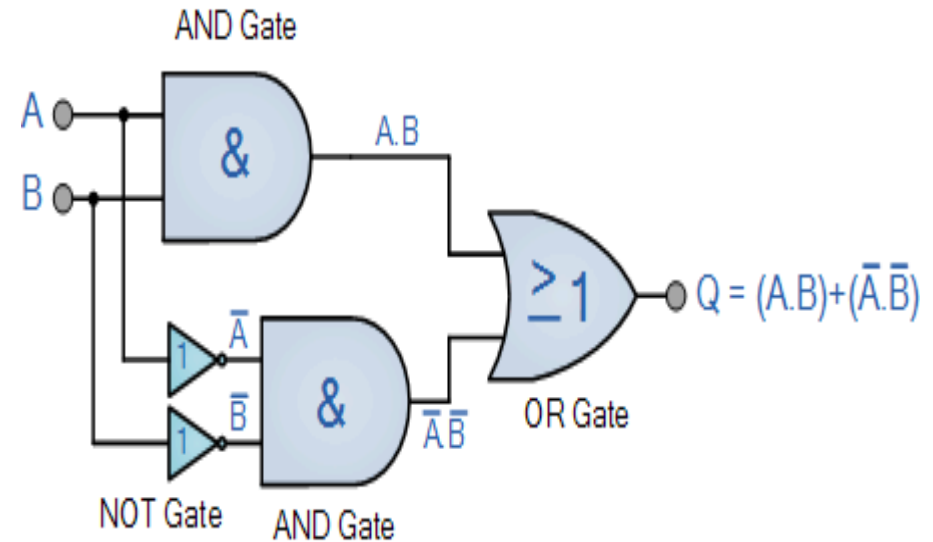 AND Gate
A
&
A.B
B
≥1
Q = (A.B)+(A̅.B̅)
1
A̅
&
1
B̅
A̅.B̅
OR Gate
NOT Gate
AND Gate